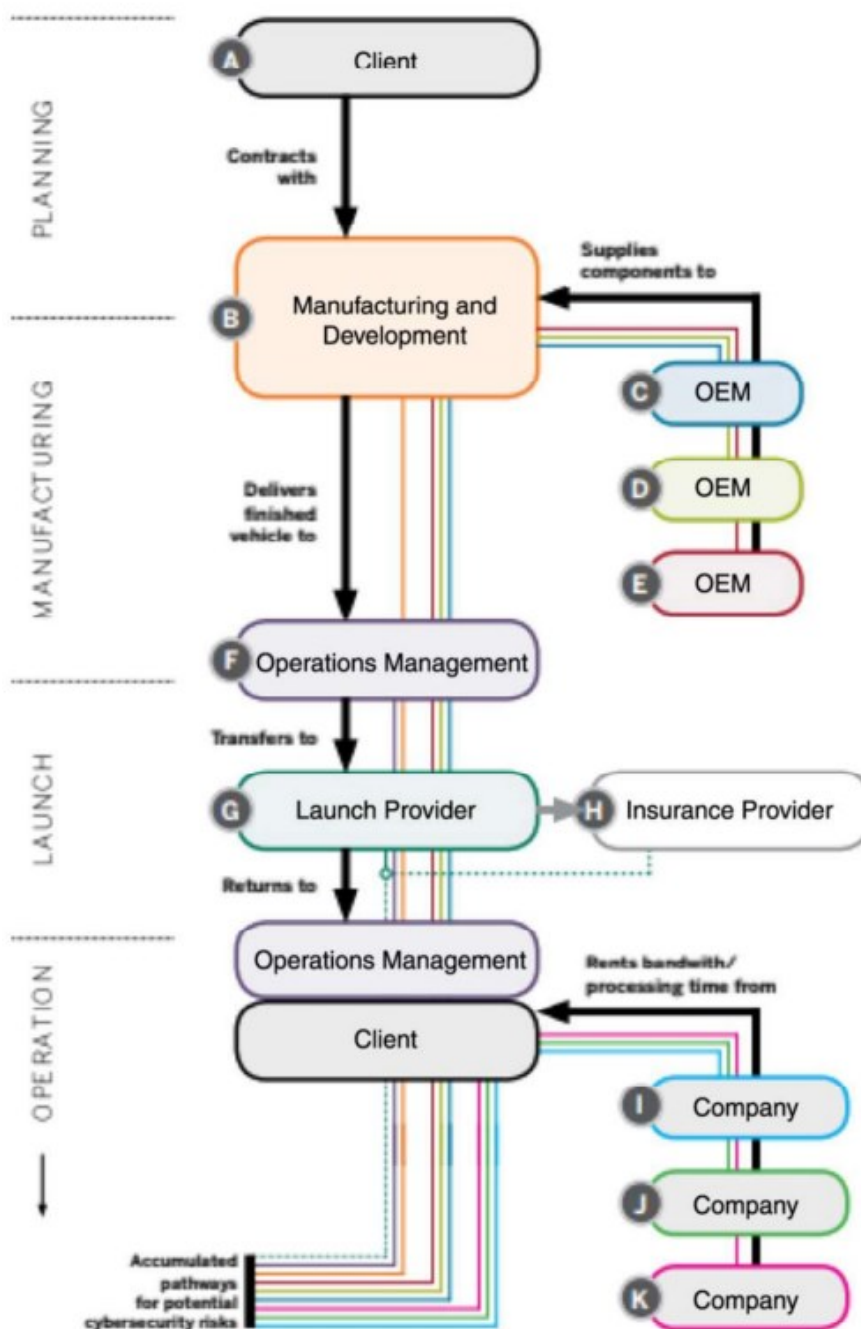 PLANNING
A
Client
Contracts
with
B
Manufacturing and
Development
Supplies
components to
MANUFACTURING
C
OEM
D
OEM
E
OEM
Delivers
finished
vehicle to
F
Operations Management
LAUNCH
Transfers to
G
Launch Provider
H
Insurance Provider
Returns to
OPERATION
Operations Management
Client
Rents bandwith/
processing time from
I
Company
J
Company
K
Company
Accumulated
pathways
for potential
cybersecurity risks